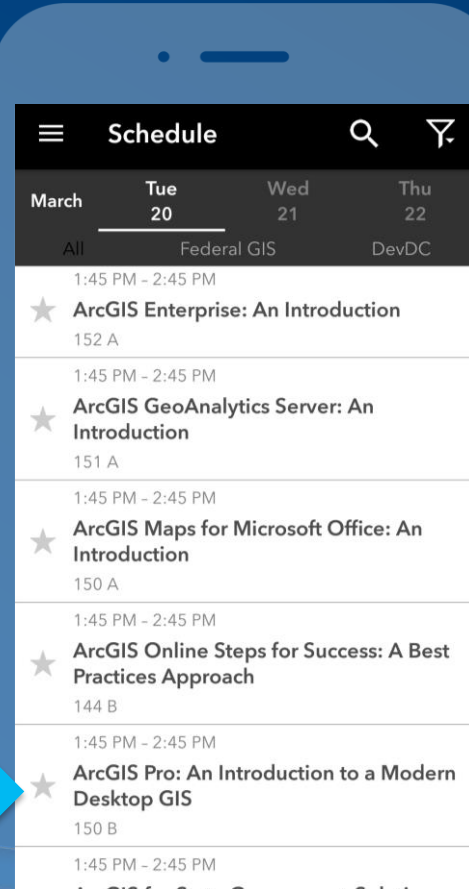 Schedule
March Tue Wed Thu
20 21 22
All Federal GIS DevDC
1:45 PM – 2:45 PM
ArcGIS Enterprise: An Introduction
152 A
1:45 PM – 2:45 PM
ArcGIS GeoAnalytics Server: An
Introduction
151 A
1:45 PM – 2:45 PM
ArcGIS Maps for Microsoft Office: An
Introduction
150 A
1:45 PM – 2:45 PM
ArcGIS Online Steps for Success: A Best
Practices Approach
144 B
1:45 PM – 2:45 PM
ArcGIS Pro: An Introduction to a Modern
Desktop GIS
150 B
1:45 PM – 2:45 PM